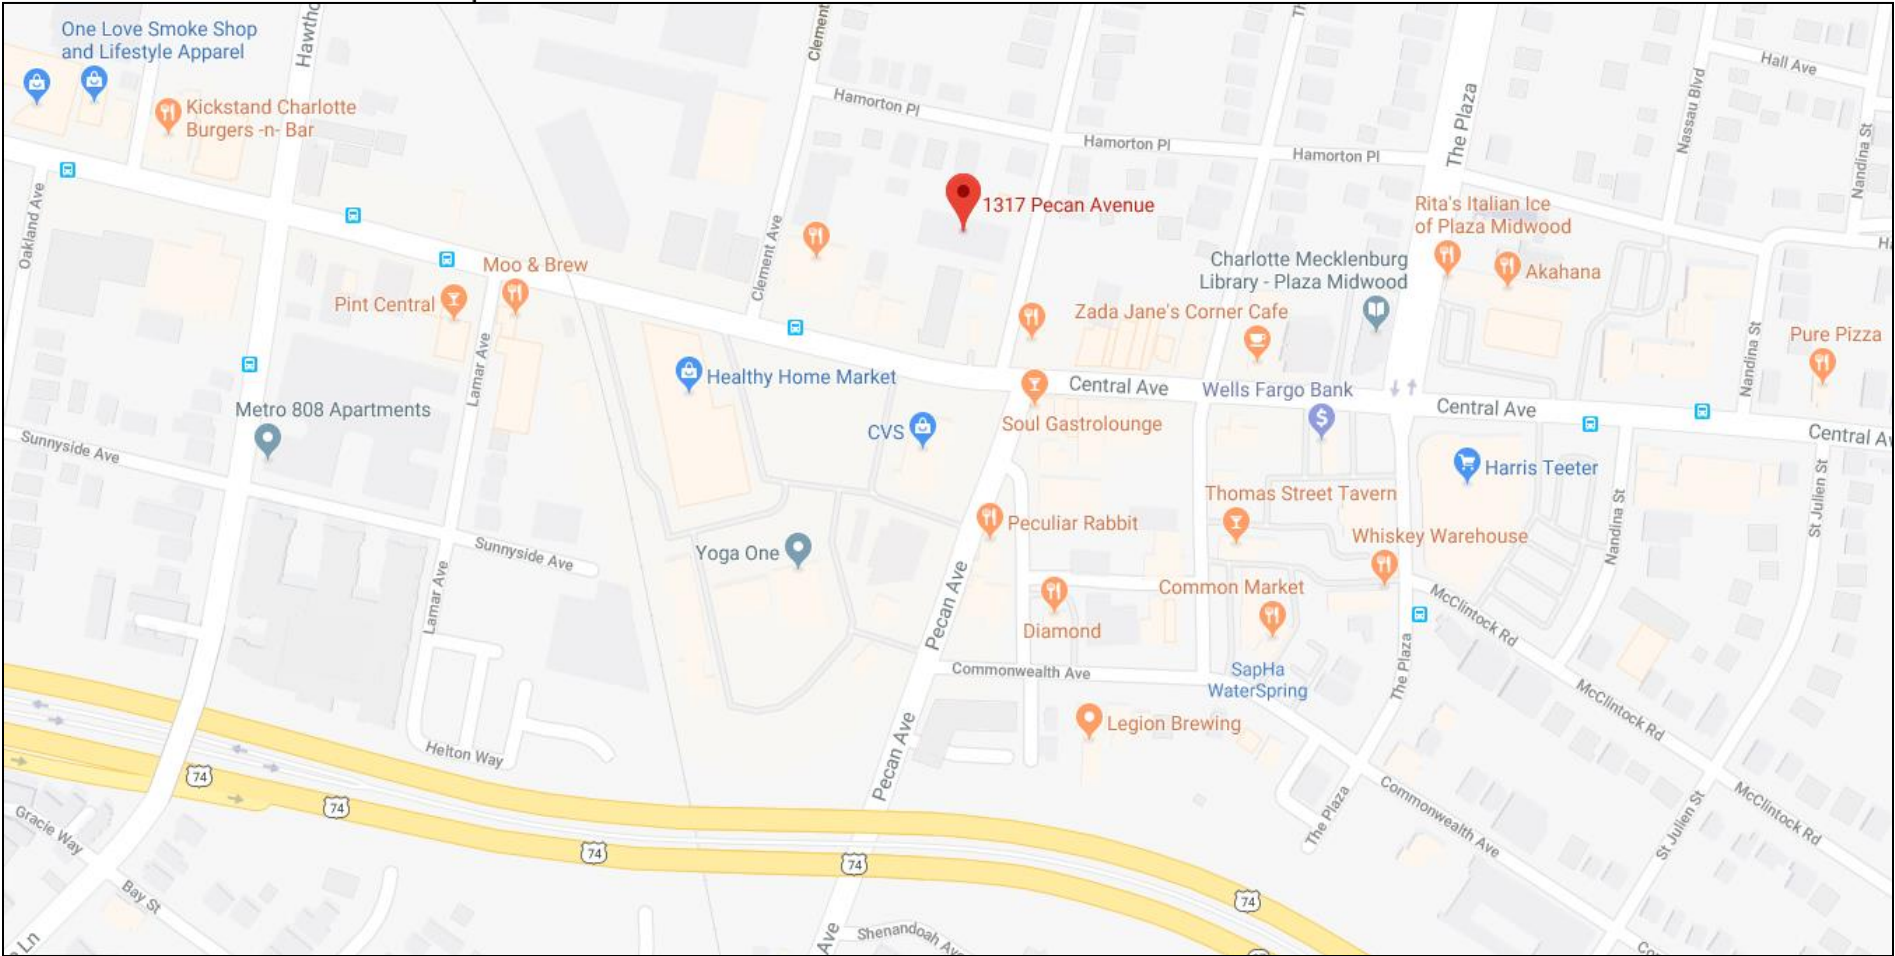 One Love Smoke Shop
and Lifestyle Apparel
Hawtho
Clement
Th
The Plaza
Hall Ave
Nassau Blvd
Nandina St
Kickstand Charlotte
Burgers -n- Bar
Hamorton Pl
Hamorton Pl
Hamorton Pl
Oakland Ave
1317 Pecan Avenue
Rita's Italian Ice
of Plaza Midwood
Clement Ave
Charlotte Mecklenburg
Library - Plaza Midwood
Akahana
Moo & Brew
Pint Central
Zada Jane's Corner Cafe
Pure Pizza
Nandina St
Lamar Ave
Healthy Home Market
Central Ave
Wells Fargo Bank
Central Ave
Metro 808 Apartments
Soul Gastrolounge
CVS
Central Av
Sunnyside Ave
Harris Teeter
Thomas Street Tavern
St Julien St
Peculiar Rabbit
Whiskey Warehouse
Nandina St
Yoga One
Sunnyside Ave
Lamar Ave
Pecan Ave
Common Market
McClintock Rd
Diamond
Commonwealth Ave
SapHa
WaterSpring
The Plaza
McClintock Rd
Legion Brewing
Helton Way
Pecan Ave
74
74
74
74
74
The Plaza
Commonwealth Ave
St Julien St
McClintock Rd
Gracie Way
Bay St
Ln
Ave
Shenandoah Ave